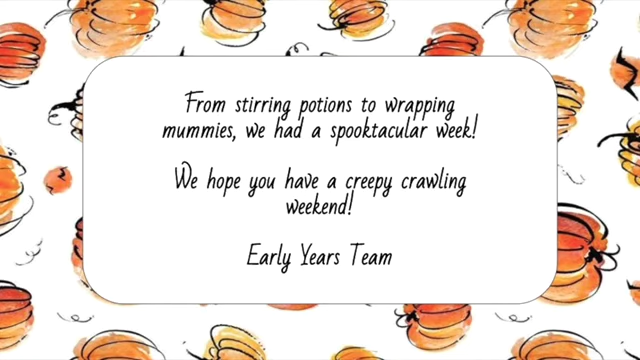 From stirring potions to wrapping
mummies, we had a spooktacular week!
We hope you have a creepy crawling
weekend!
Early Years Team